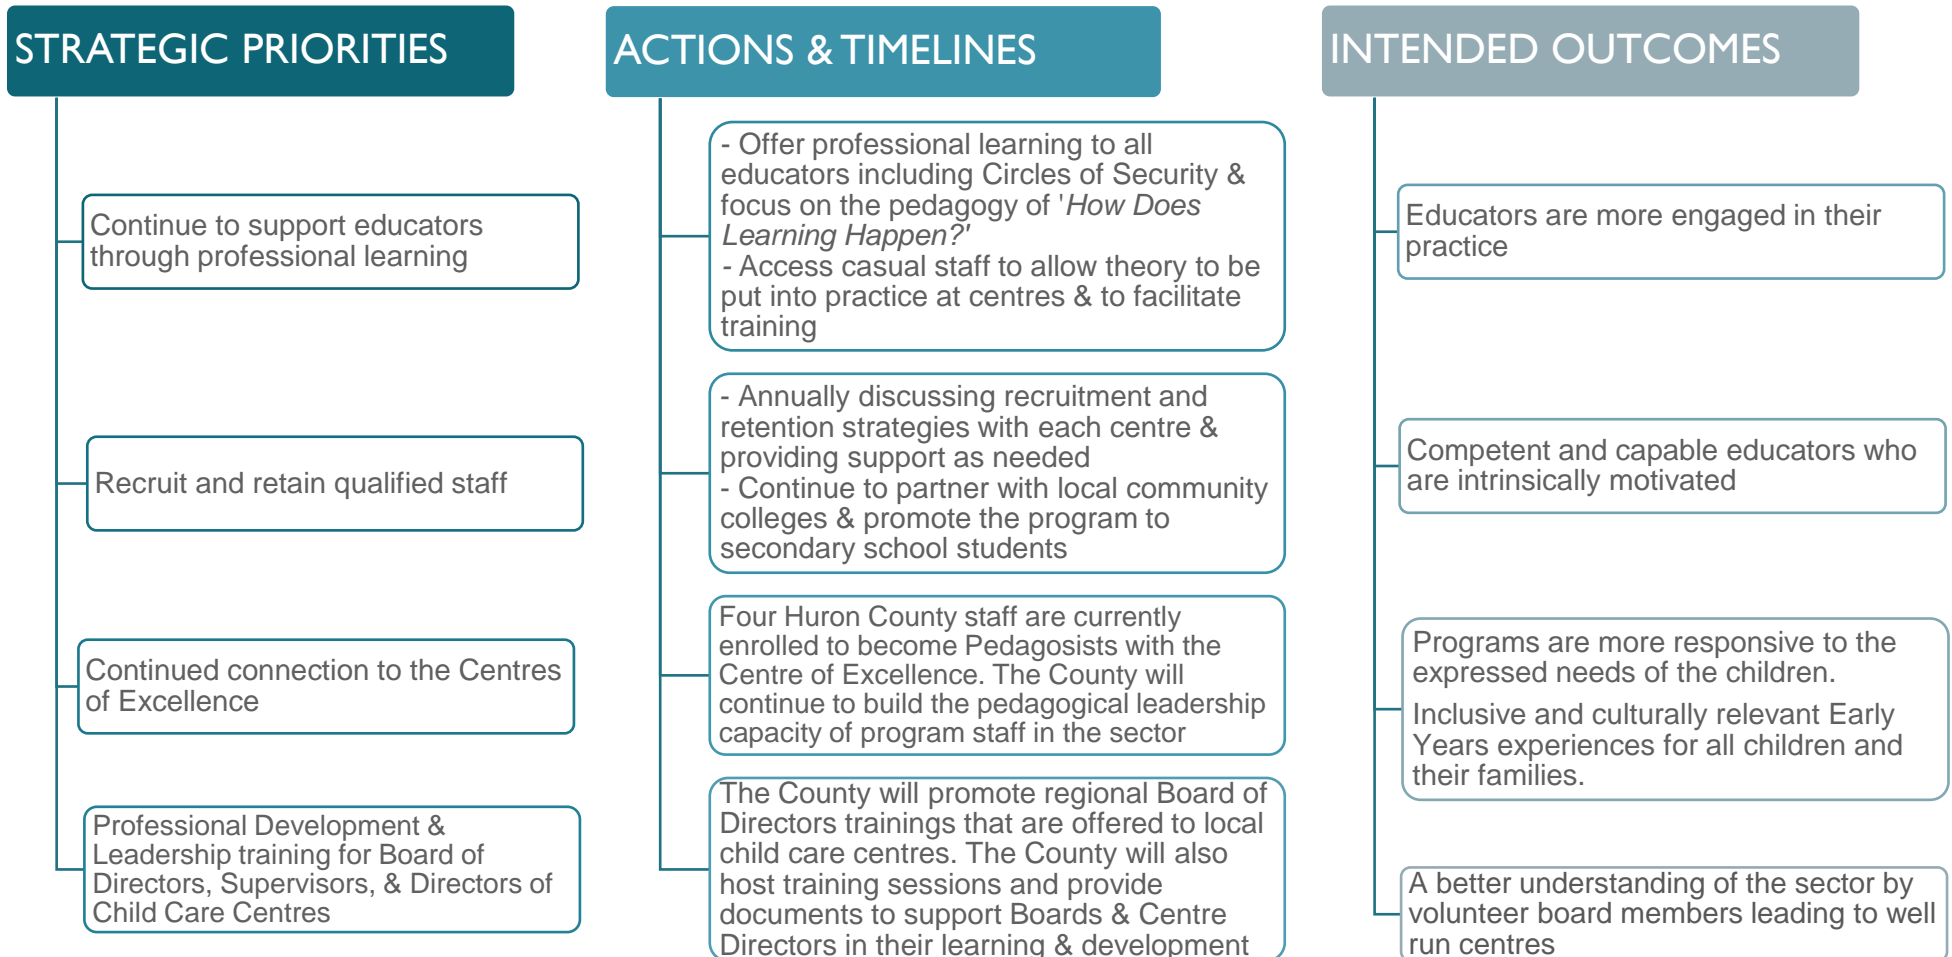 STRATEGIC PRIORITIES
Continue to support educators
through professional learning
Recruit and retain qualified staff
Continued connection to the Centres
of Excellence
Professional Development &
Leadership training for Board of
Directors, Supervisors, & Directors of
Child Care Centres
ACTIONS & TIMELINES
- Offer professional learning to all
educators including Circles of Security &
focus on the pedagogy of 'How Does
Learning Happen?'
- Access casual staff to allow theory to be
put into practice at centres & to facilitate
training
- Annually discussing recruitment and
retention strategies with each centre &
providing support as needed
- Continue to partner with local community
colleges & promote the program to
secondary school students
Four Huron County staff are currently
enrolled to become Pedagosists with the
Centre of Excellence. The County will
continue to build the pedagogical leadership
capacity of program staff in the sector
The County will promote regional Board of
Directors trainings that are offered to local
child care centres. The County will also
host training sessions and provide
documents to support Boards & Centre
Directors in their learning & development
INTENDED OUTCOMES
Educators are more engaged in their
practice
Competent and capable educators who
are intrinsically motivated
Programs are more responsive to the
expressed needs of the children.
Inclusive and culturally relevant Early
Years experiences for all children and
their families.
A better understanding of the sector by
volunteer board members leading to well
run centres